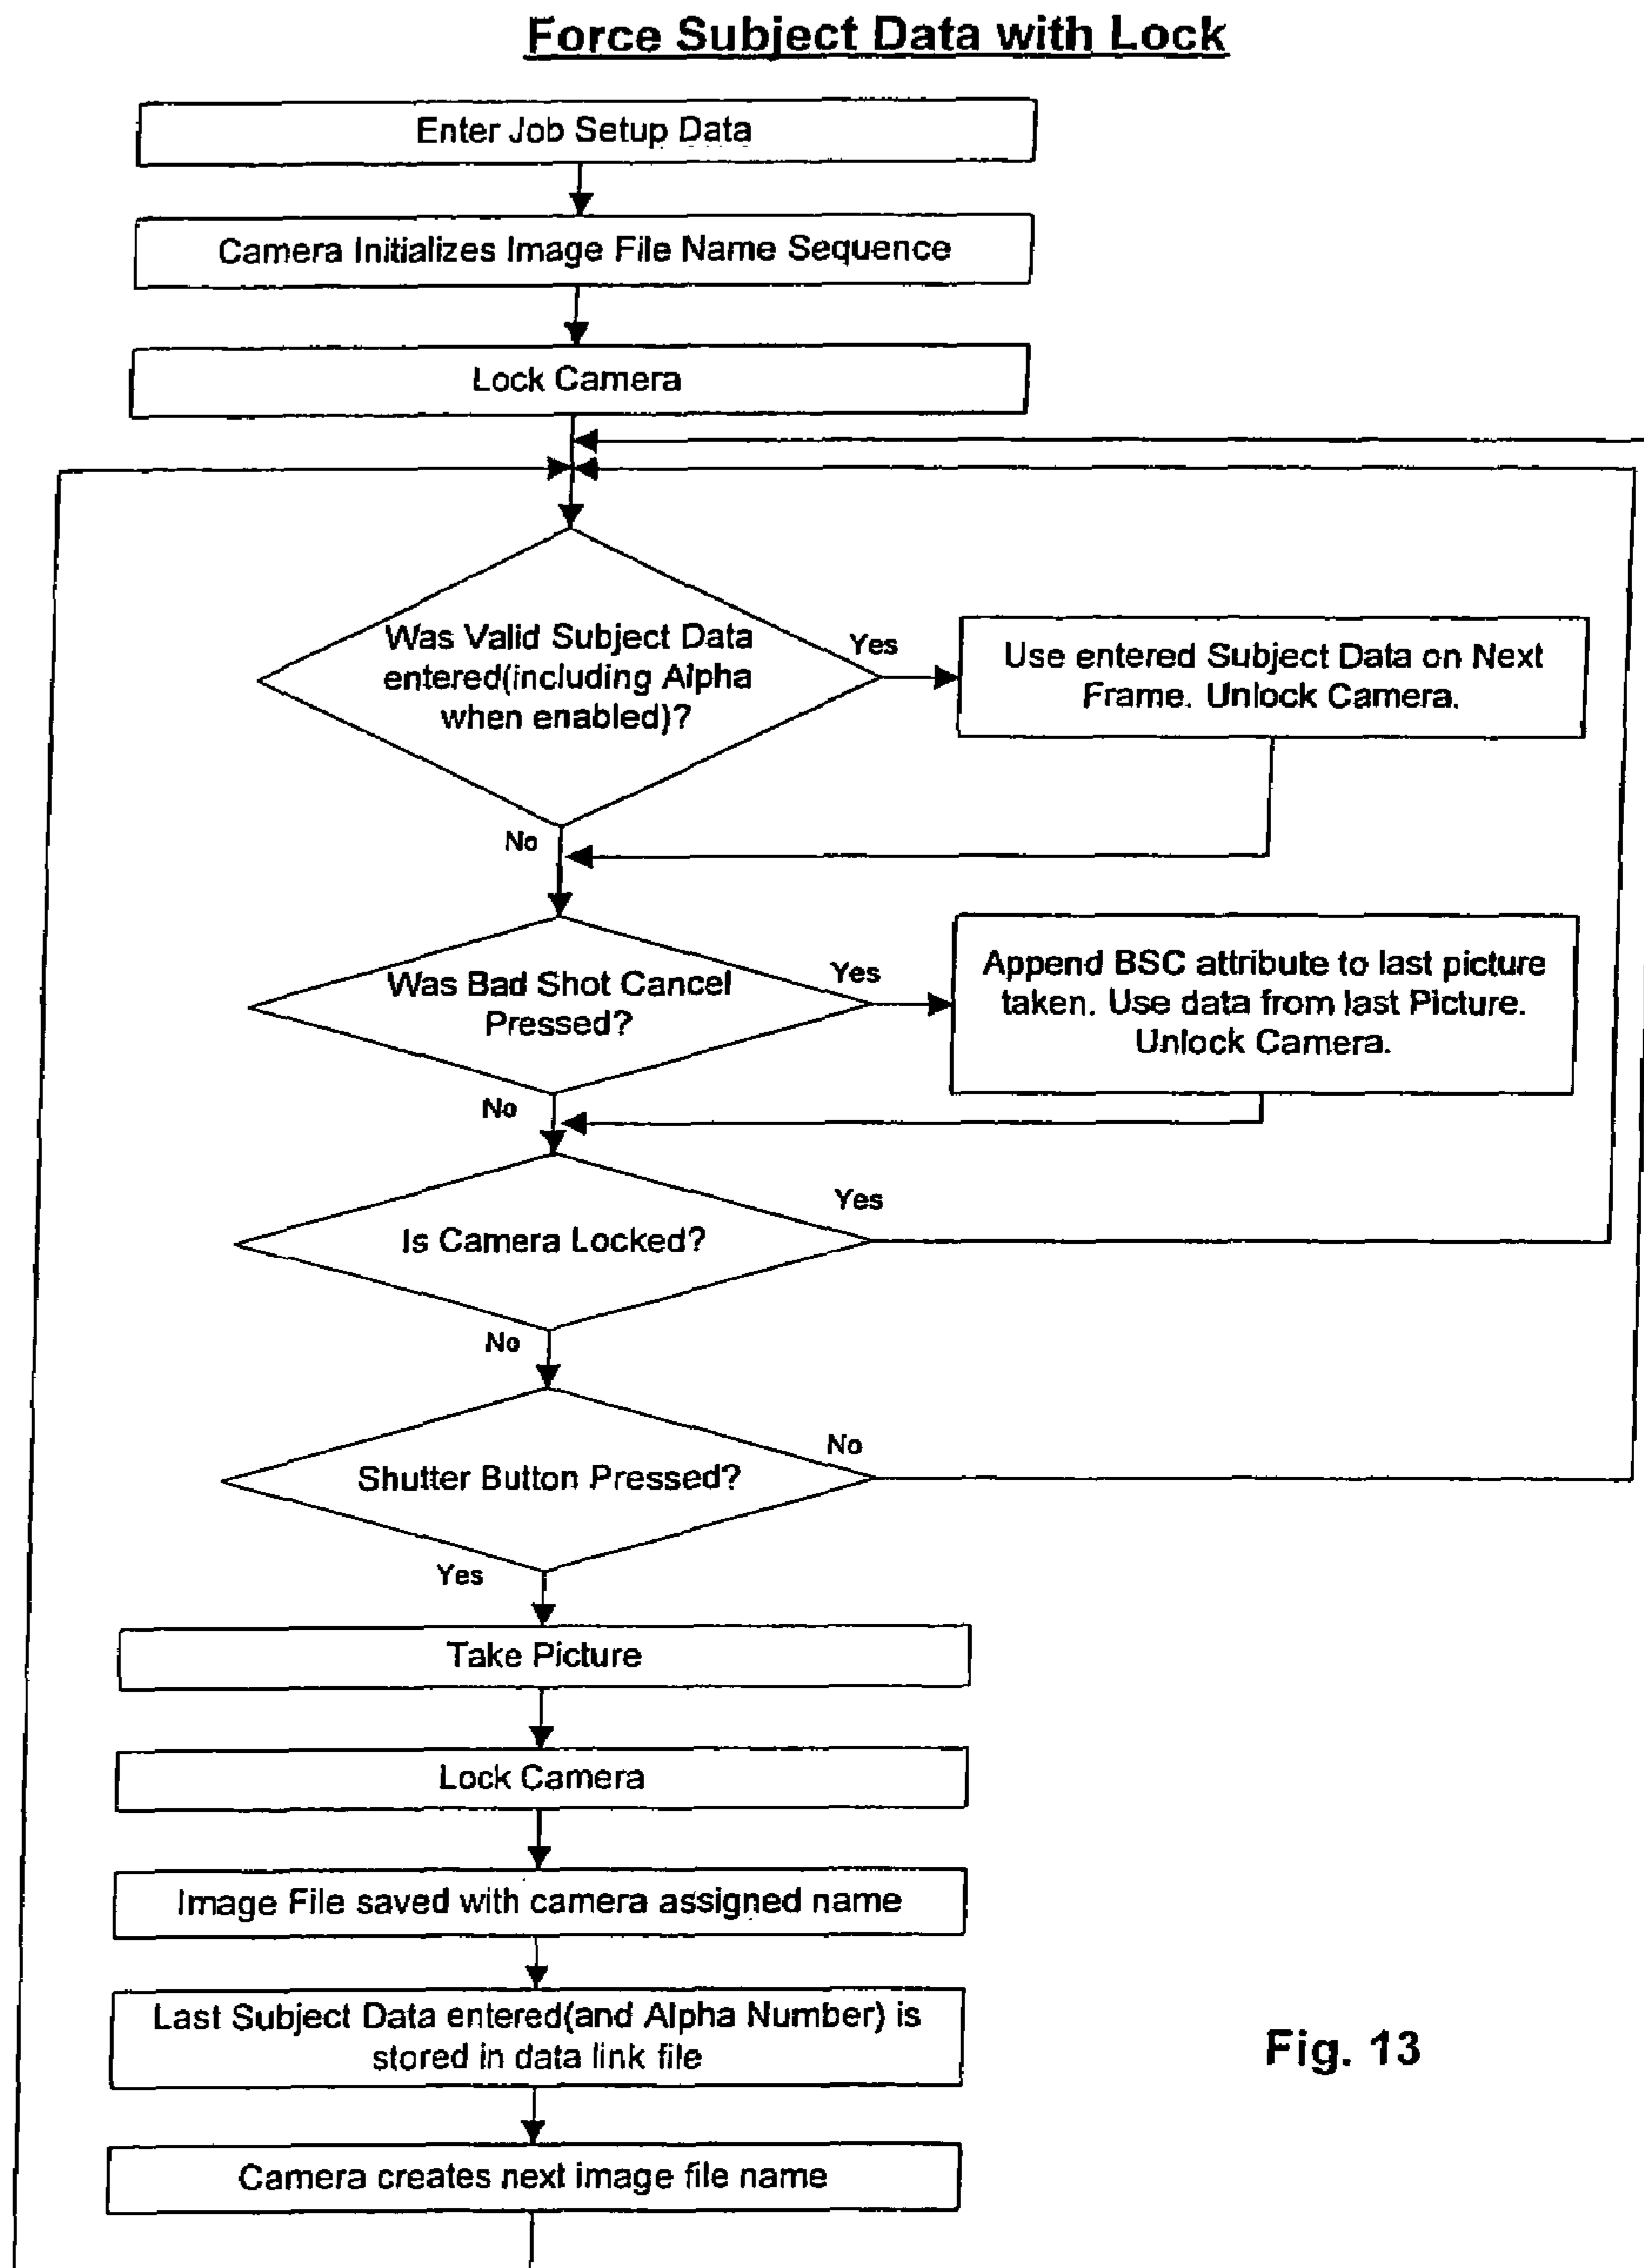 Force Subject Data with Lock
Enter Job Setup Data
Camera Initializes Image File Name Sequence
Lock Camera
Was Valid Subject Data
entered(including Alpha
when enabled)?
Yes
Use entered Subject Data on Next
Frame. Unlock Camera.
No
Was Bad Shot Cancel
Pressed?
Yes
Append BSC attribute to last picture
taken. Use data from last Picture.
Unlock Camera.
No
Is Camera Locked?
Yes
No
Shutter Button Pressed?
No
Yes
Take Picture
Lock Camera
Image File saved with camera assigned name
Last Subject Data entered(and Alpha Number) is
stored in data link file
Camera creates next image file name
Fig. 13